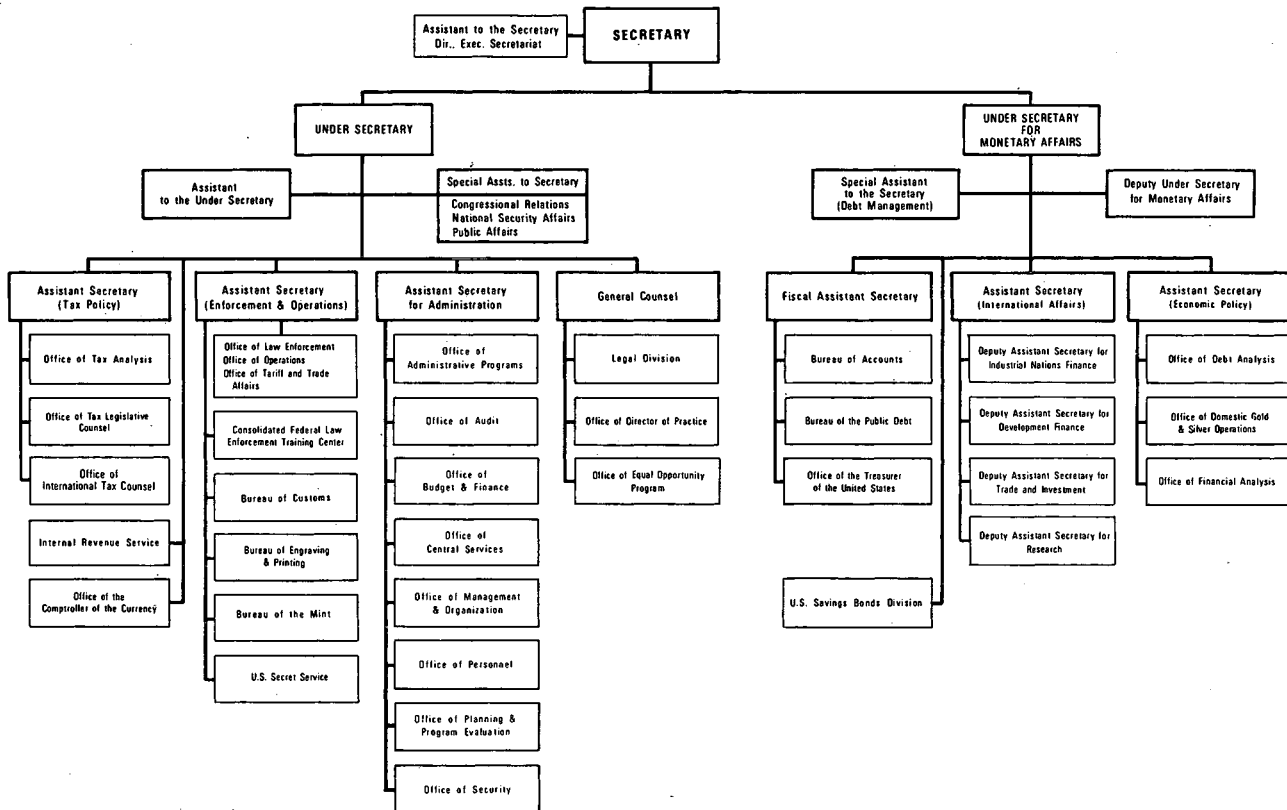 Assistant to the Secretary
Dir., Exec. Secretariat
SECRETARY
UNDER SECRETARY
UNDER SECRETARY
FOR
MONETARY AFFAIRS
Assistant
to the Under Secretary
Special Assts. to Secretary
Congressional Relations
National Security Affairs
Public Affairs
Special Assistant
to the Secretary
(Debt Management)
Deputy Under Secretary
for Monetary Affairs
Assistant Secretary
(Tax Policy)
Office of Tax Analysis
Office of Tax Legislative
Counsel
Office of
International Tax Counsel
Internal Revenue Service
Office of the
Comptroller of the Currency
Assistant Secretary
(Enforcement & Operations)
Office of Law Enforcement
Office of Operations
Office of Tariff and Trade
Affairs
Consolidated Federal Law
Enforcement Training Center
Bureau of Customs
Bureau of Engraving
& Printing
Bureau of the Mint
U.S. Secret Service
Assistant Secretary
for Administration
Office of
Administrative Programs
Office of Audit
Office of
Budget & Finance
Office of
Central Services
Office of Management
& Organization
Office of Personnel
Office of Planning &
Program Evaluation
Office of Security
General Counsel
Legal Division
Office of Director of Practice
Office of Equal Opportunity
Program
Fiscal Assistant Secretary
Bureau of Accounts
Bureau of the Public Debt
Office of the Treasurer
of the United States
U.S. Savings Bonds Division
Assistant Secretary
(International Affairs)
Deputy Assistant Secretary for
Industrial Nations Finance
Deputy Assistant Secretary for
Development Finance
Deputy Assistant Secretary for
Trade and Investment
Deputy Assistant Secretary for
Research
Assistant Secretary
(Economic Policy)
Office of Debt Analysis
Office of Domestic Gold
& Silver Operations
Office of Financial Analysis